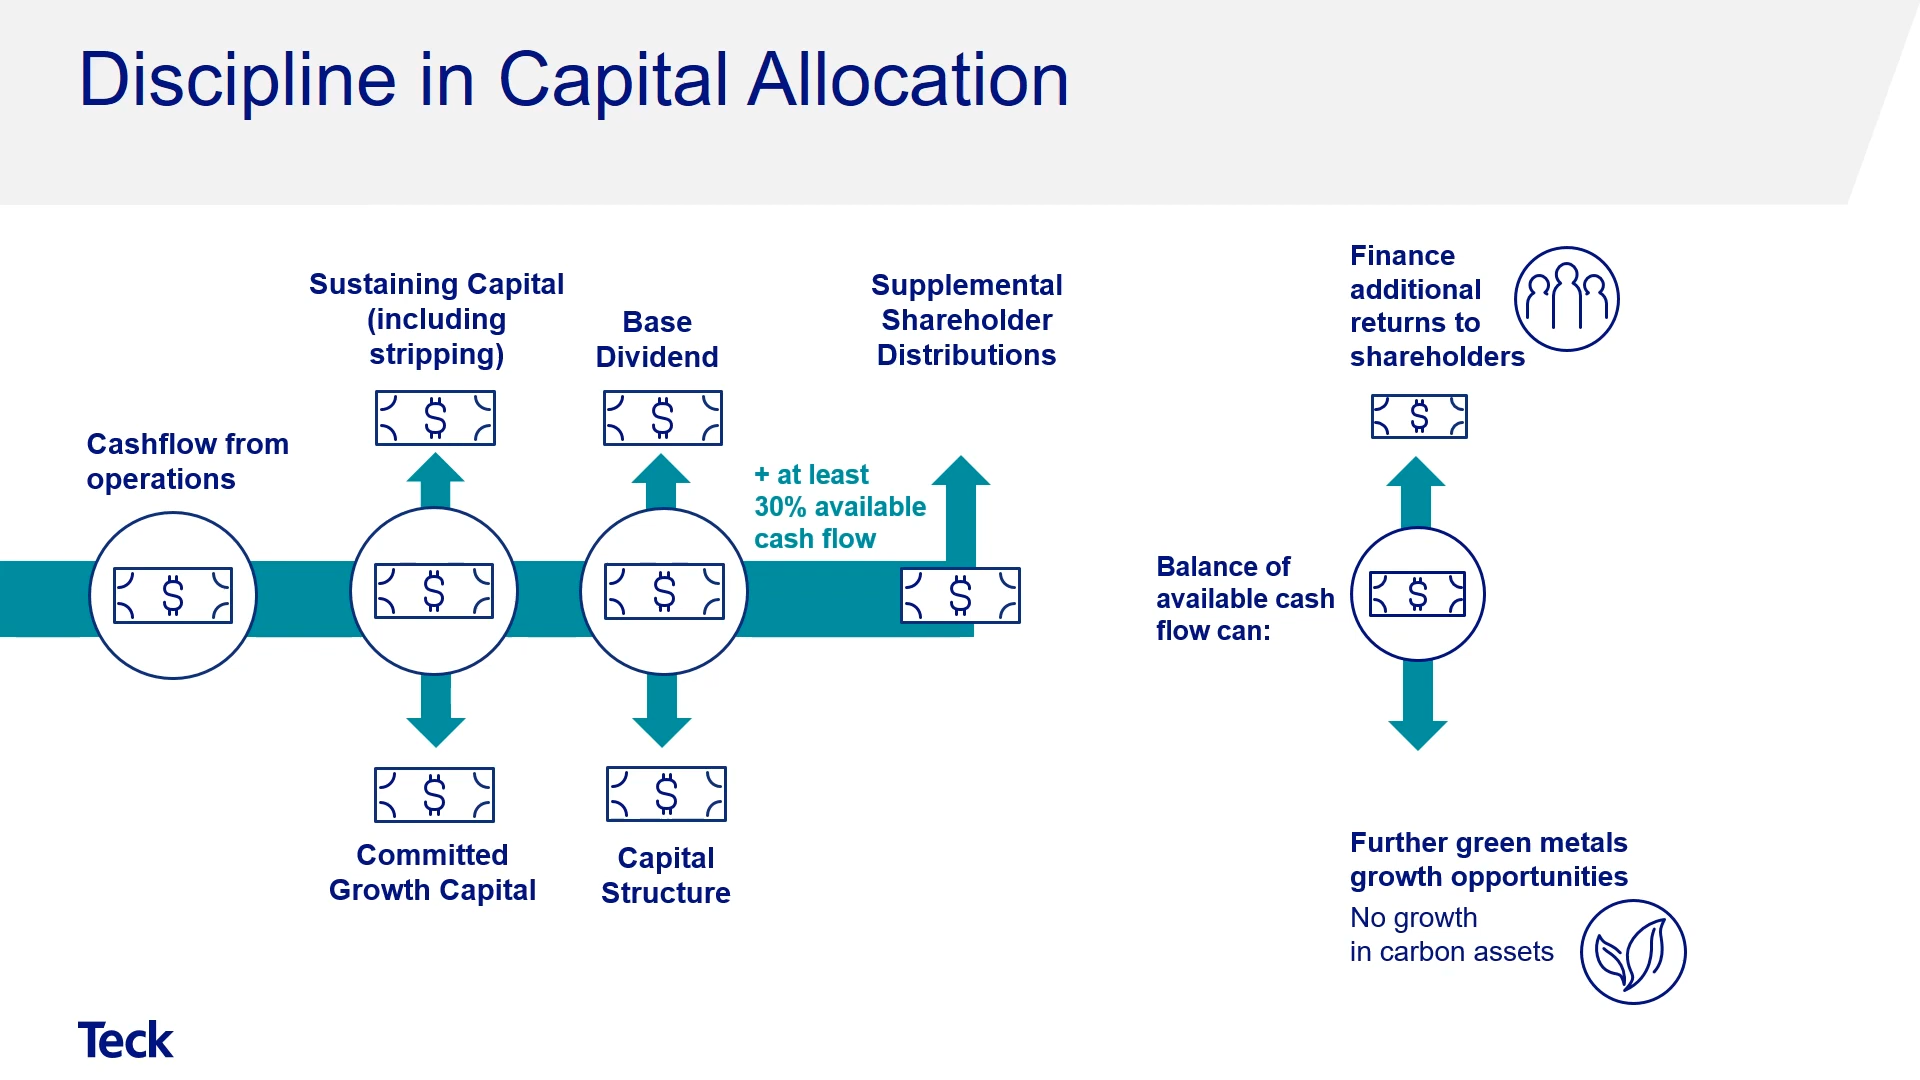 Discipline in Capital Allocation
Cashflow from
operations
Sustaining Capital
(including
stripping)
Committed
Growth Capital
Base
Dividend
Capital
Structure
+ at least
30% available
cash flow
Supplemental
Shareholder
Distributions
Balance of
available cash
flow can:
Finance
additional
returns to
shareholders
Further green metals
growth opportunities
No growth
in carbon assets
$
$
$
$
$
$
$
$
$
$
Teck